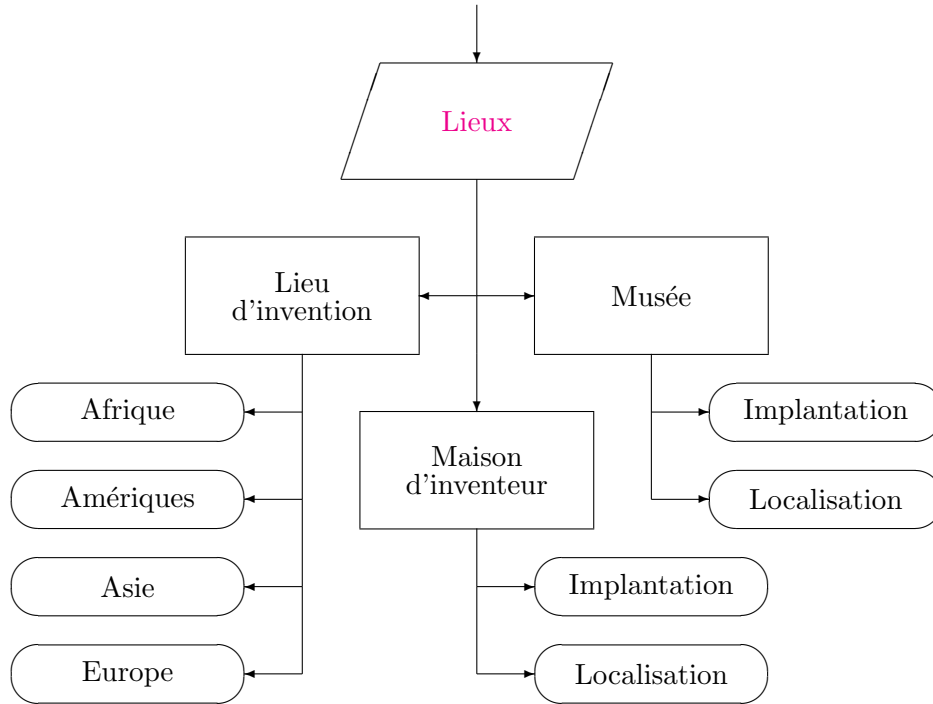 Lieux
Lieu
d'invention
Musée
Afrique
Amériques
Asie
Europe
Maison
d'inventeur
Implantation
Localisation
Implantation
Localisation